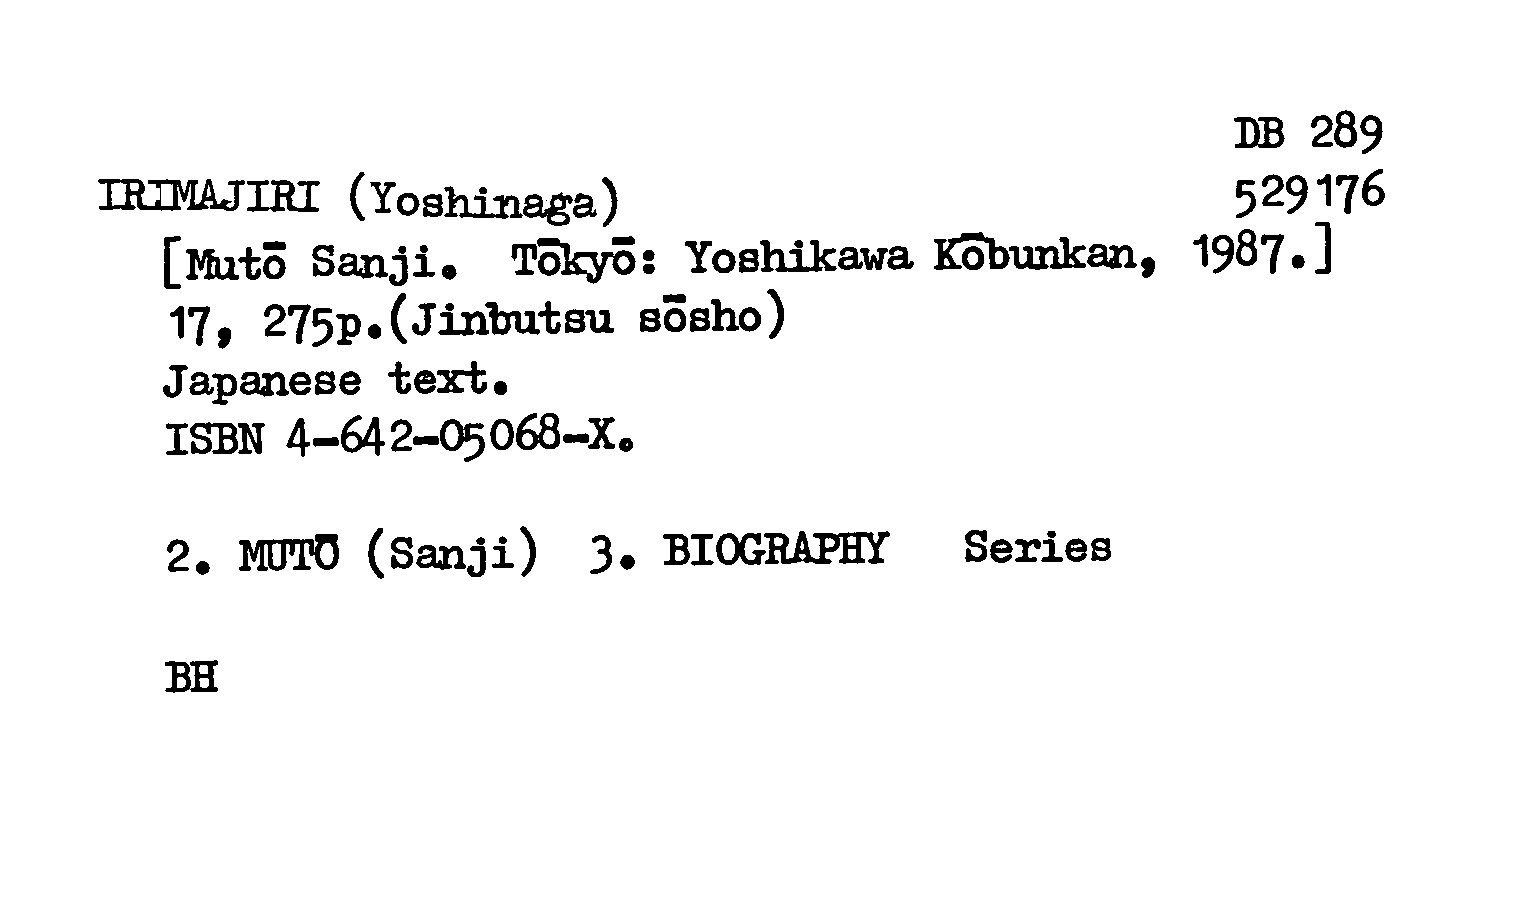 DB 289
IRIMAJIRI (Yoshinaga) 529176
[Mutō Sanji. Tōkyō: Yoshikawa Kōbunkan, 1987.]
17, 275p.(Jinbutsu sōsho)
Japanese text.
ISBN 4-642-05068-X.
2. MUTŌ (Sanji) 3. BIOGRAPHY Series
BH